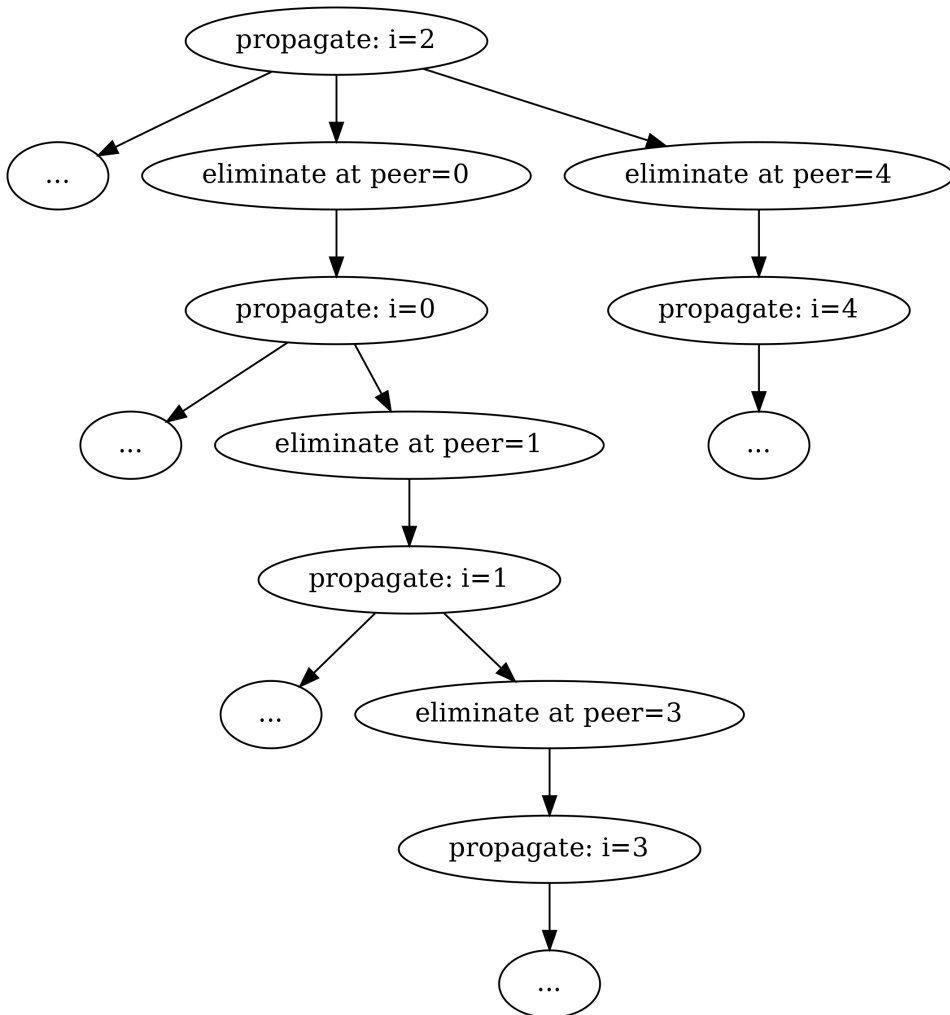 propagate: i=2
...
eliminate at peer=0
eliminate at peer=4
propagate: i=0
propagate: i=4
...
eliminate at peer=1
...
propagate: i=1
...
eliminate at peer=3
propagate: i=3
...